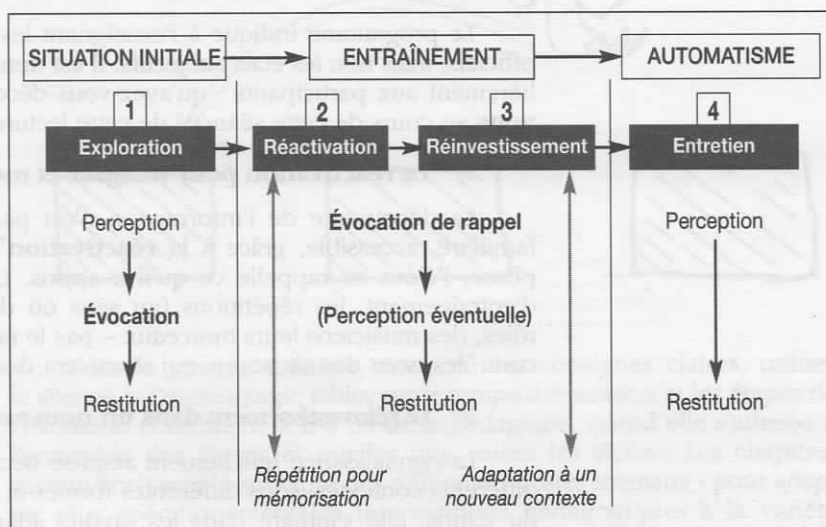 SITUATION INITIALE
ENTRAÎNEMENT
AUTOMATISME
1
2
3
4
Exploration
Réactivation
Réinvestissement
Entretien
Perception
Evocation de rappel
Perception
Évocation
(Perception éventuelle)
Restitution
Restitution
Restitution
Répétition pour
mémorisation
Adaptation à un
nouveau contexte